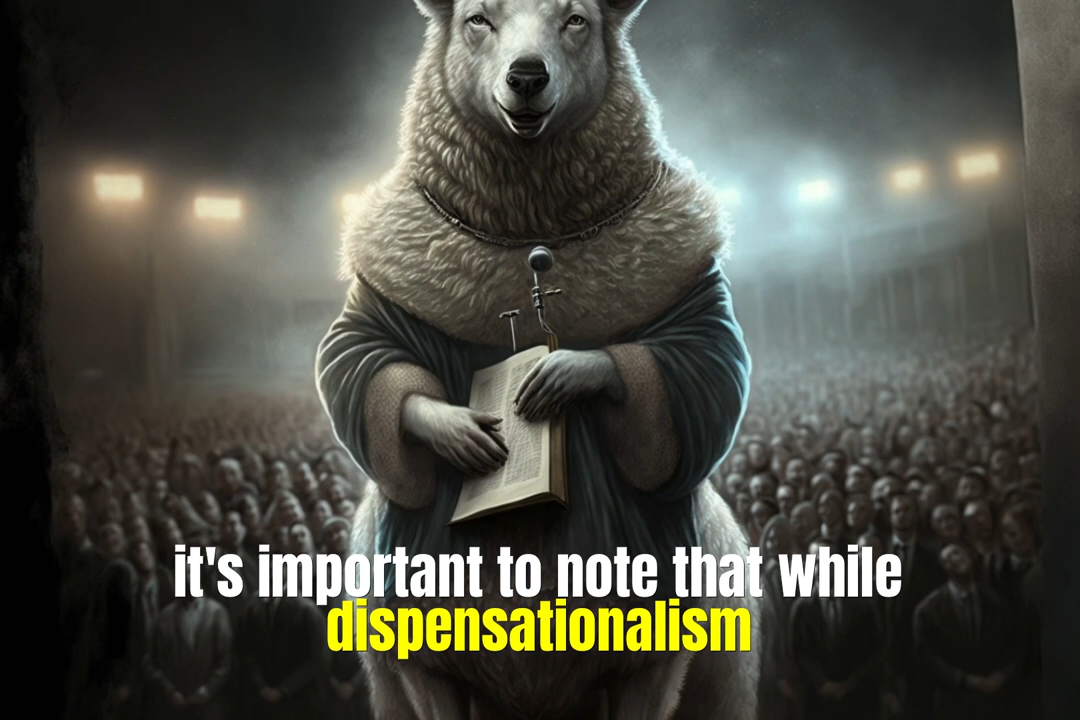 it's important to note that while
dispensationalism